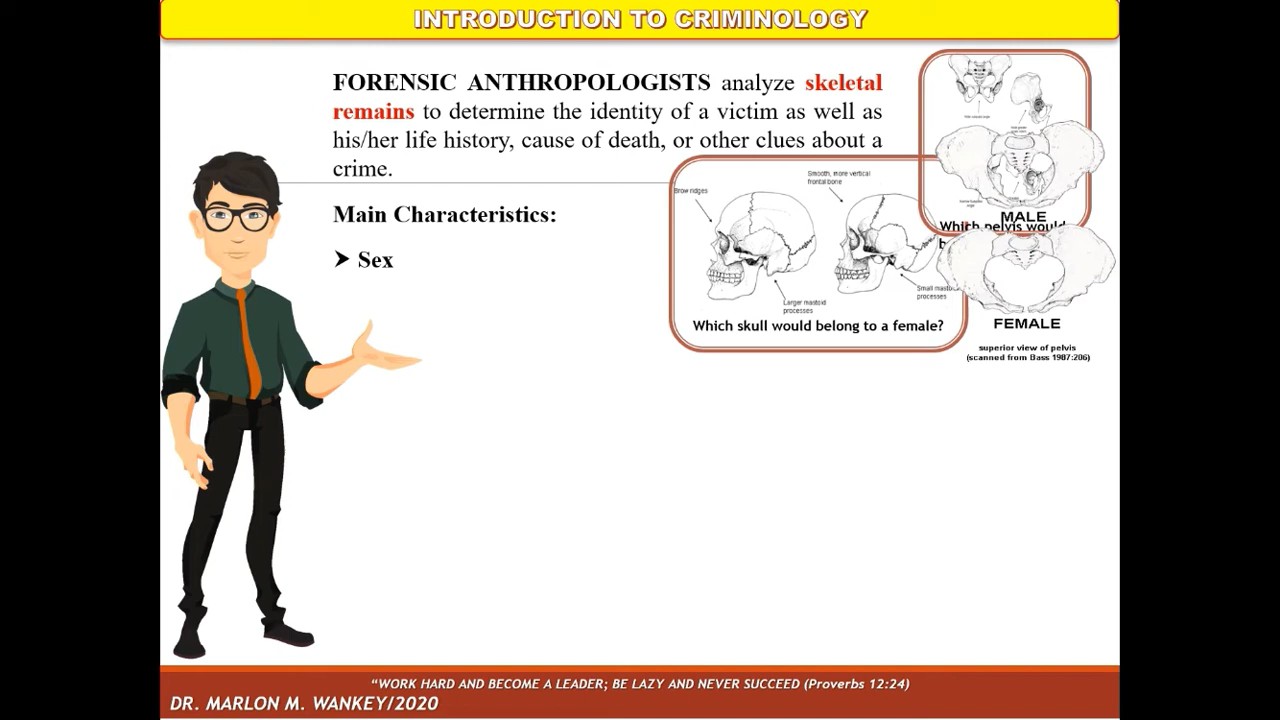 INTRODUCTION TO CRIMINOLOGY
FORENSIC ANTHROPOLOGISTS analyze skeletal
remains to determine the identity of a victim as well as
his/her life history, cause of death, or other clues about a
crime.
Main Characteristics:
➤ Sex
Brow ridges
Smooth, more vertical
frontal bone
Larger mastoid
processes
Small mastoid
processes
Which skull would belong to a female?
MALE
Which pelvis would
FEMALE
superior view of pelvis
(scanned from Bass 1987:206)
“WORK HARD AND BECOME A LEADER; BE LAZY AND NEVER SUCCEED (Proverbs 12:24)
DR. MARLON M. WANKEY/2020